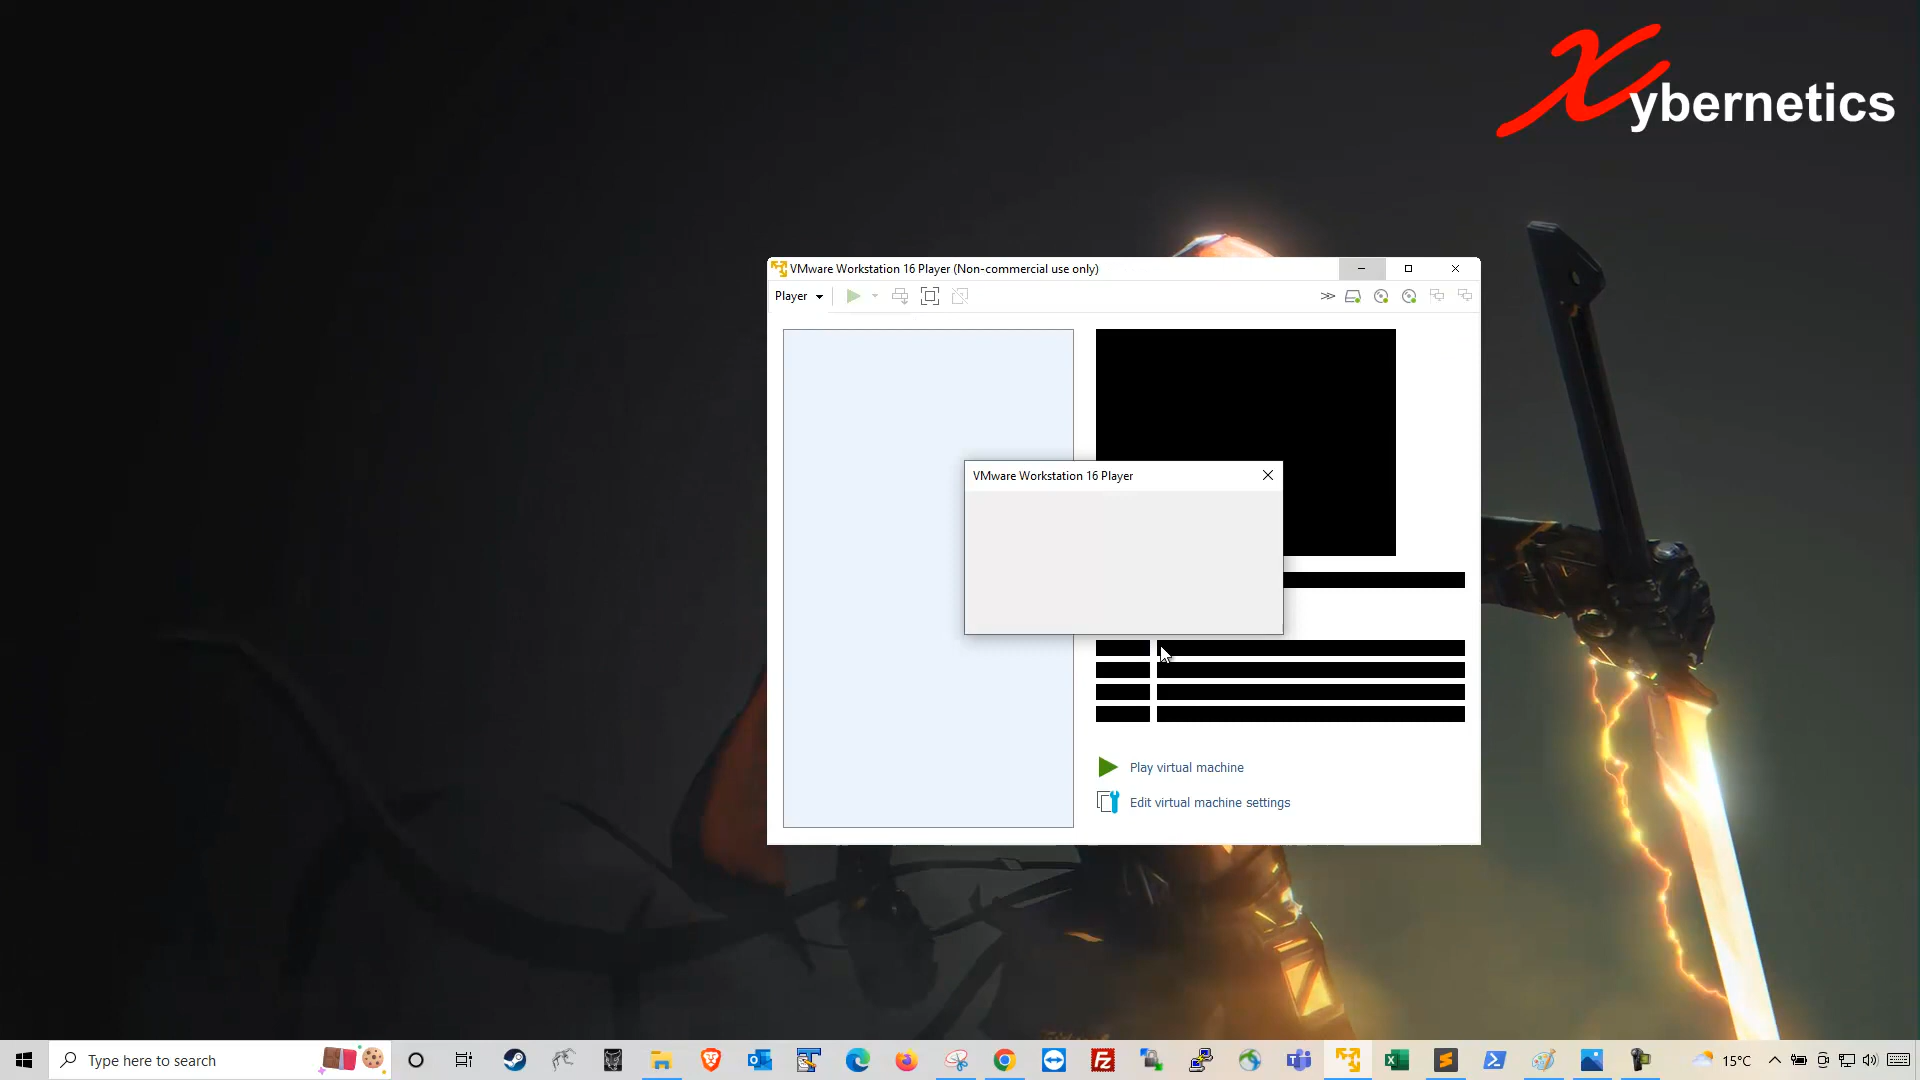 Xybernetics
VMware Workstation 16 Player (Non-commercial use only)
Player
VMware Workstation 16 Player
Play virtual machine
Edit virtual machine settings
Type here to search
15°C